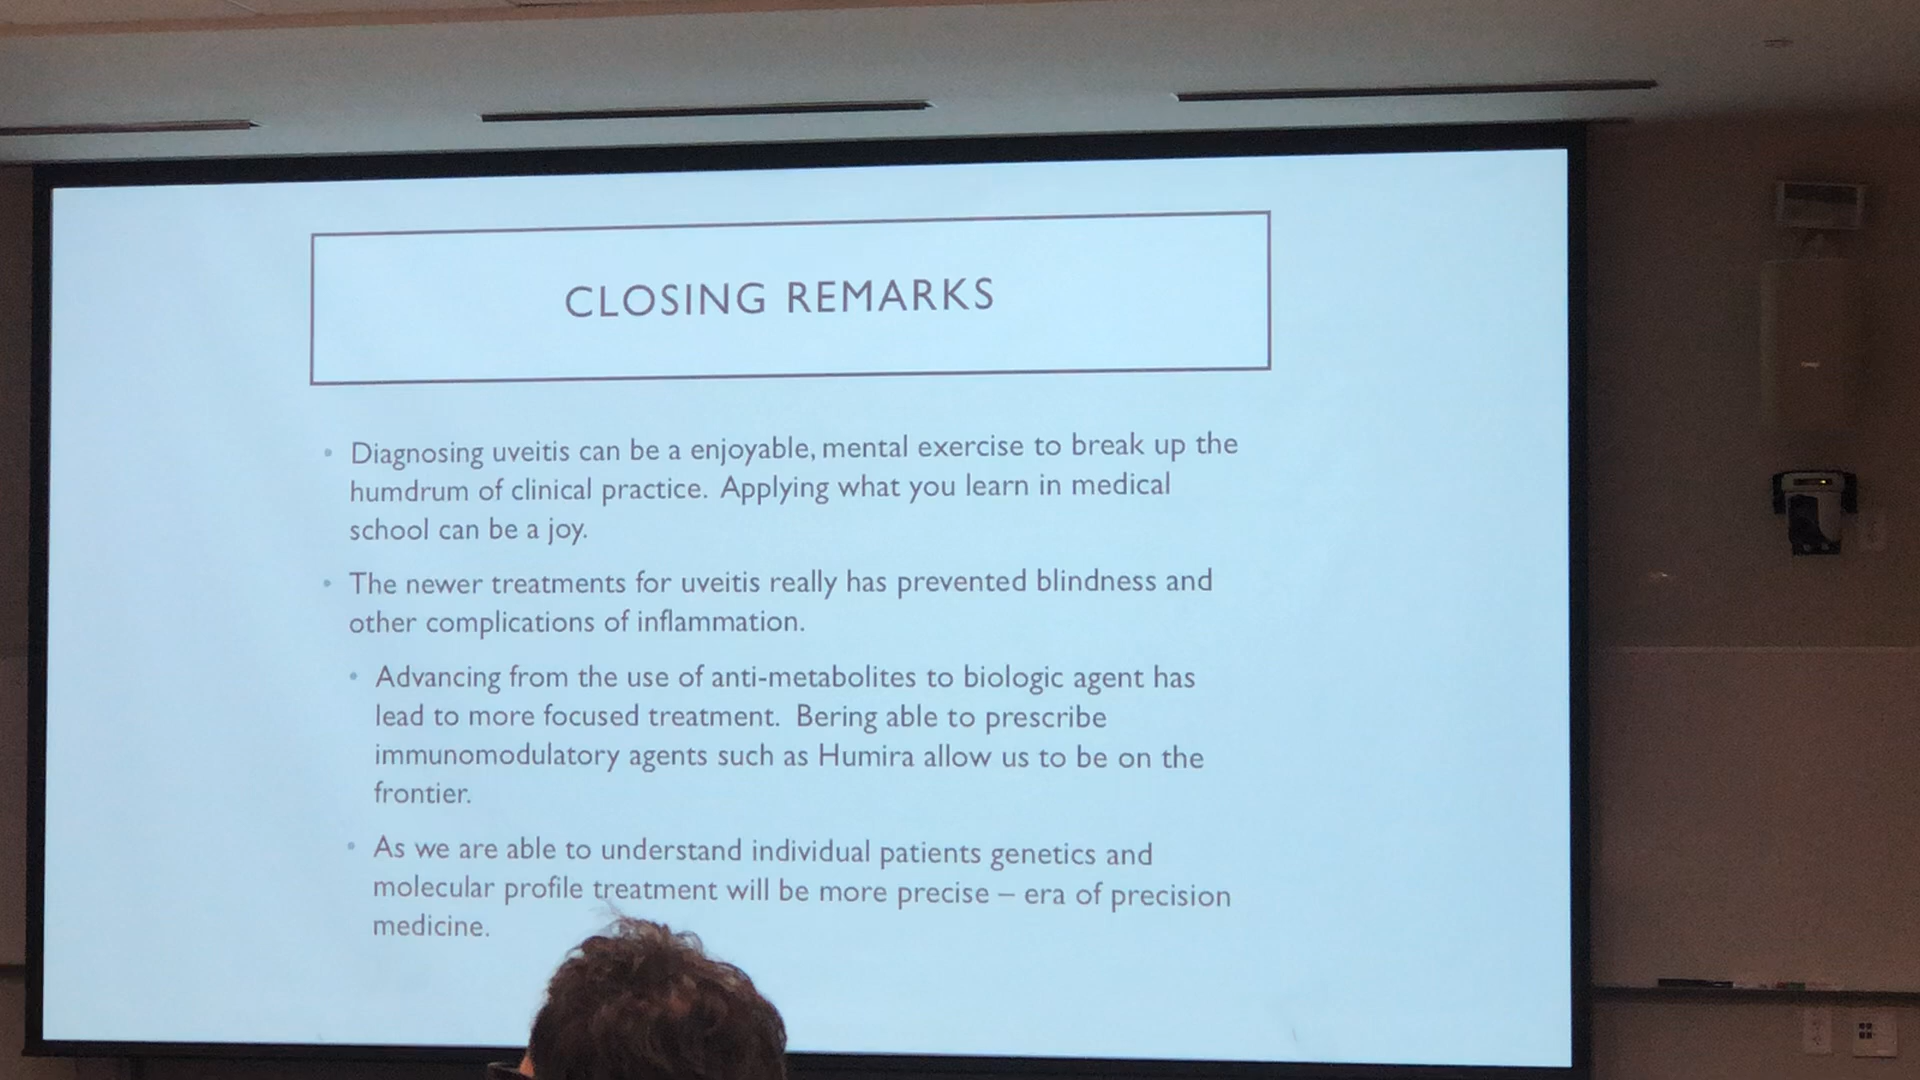 CLOSING REMARKS
• Diagnosing uveitis can be a enjoyable, mental exercise to break up the
humdrum of clinical practice. Applying what you learn in medical
school can be a joy.
• The newer treatments for uveitis really has prevented blindness and
other complications of inflammation.
• Advancing from the use of anti-metabolites to biologic agent has
lead to more focused treatment. Bering able to prescribe
immunomodulatory agents such as Humira allow us to be on the
frontier.
• As we are able to understand individual patients genetics and
molecular profile treatment will be more precise – era of precision
medicine.